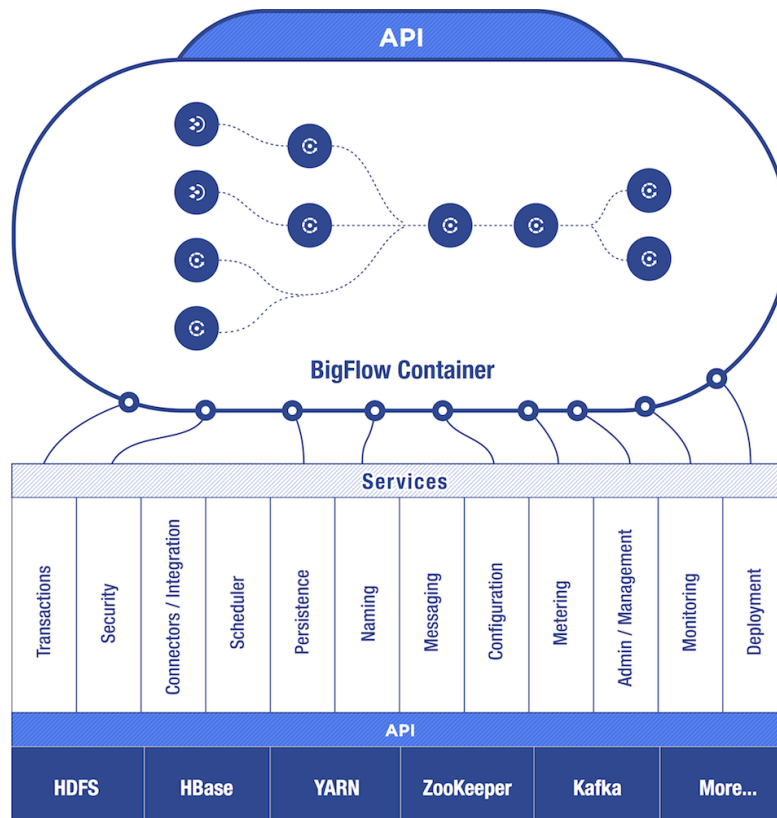 API
BigFlow Container
Services
Transactions
Security
Connectors / Integration
Scheduler
Persistence
Naming
Messaging
Configuration
Metering
Admin / Management
Monitoring
Deployment
API
HDFS
HBase
YARN
ZooKeeper
Kafka
More...